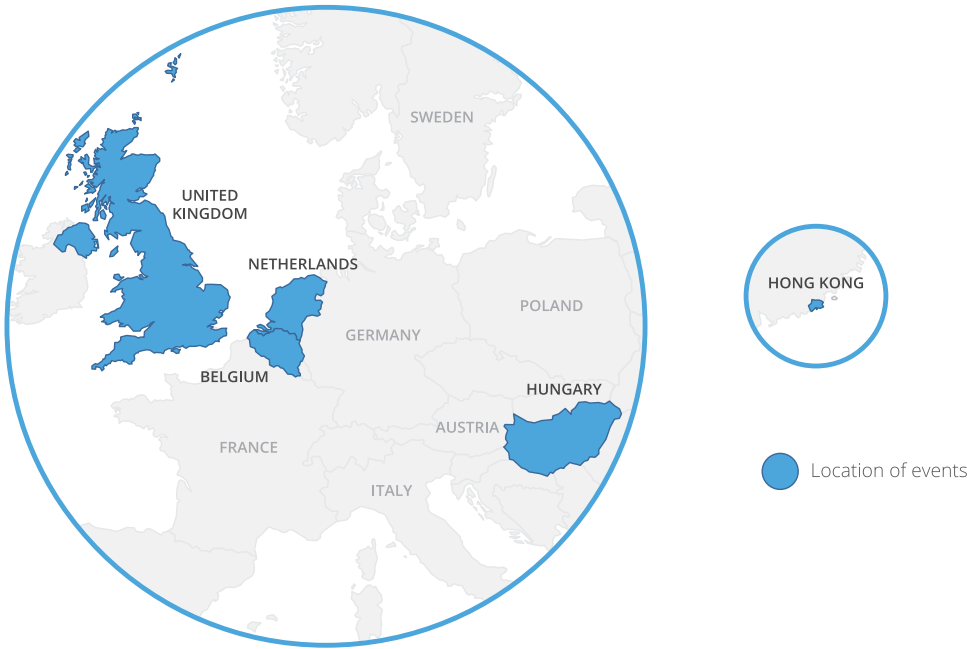 SWEDEN
UNITED
KINGDOM
NETHERLANDS
HONG KONG
POLAND
GERMANY
BELGIUM
HUNGARY
AUSTRIA
FRANCE
Location of events
ITALY